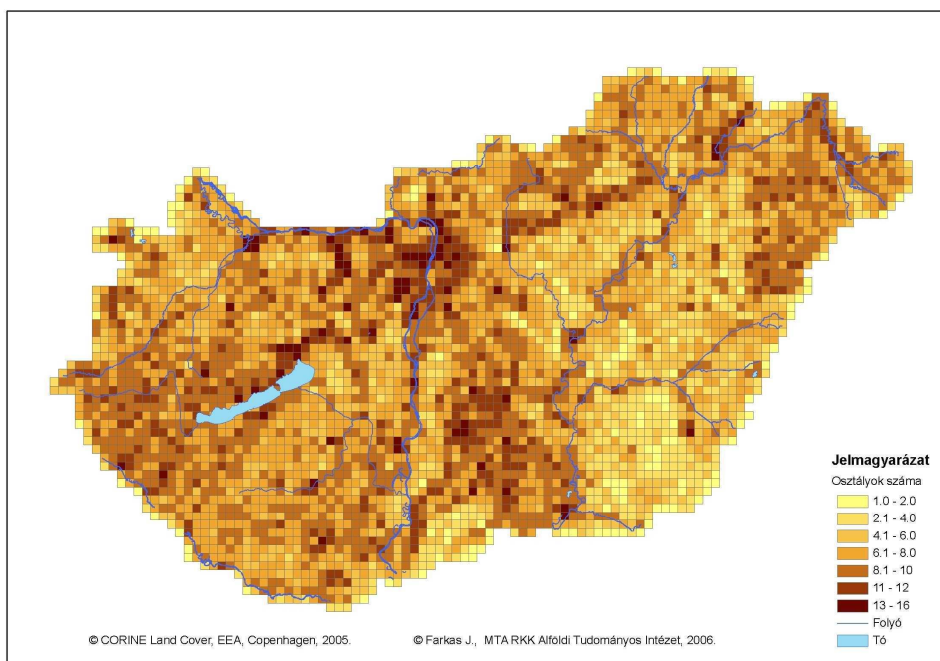 Jelmagyarázat
Osztályok száma
1.0 - 2.0
2.1 - 4.0
4.1 - 6.0
6.1 - 8.0
8.1 - 10
11 - 12
13 - 16
Folyó
Tó
© CORINE Land Cover, EEA, Copenhagen, 2005. © Farkas J., MTA RKK Alföldi Tudományos Intézet, 2006.